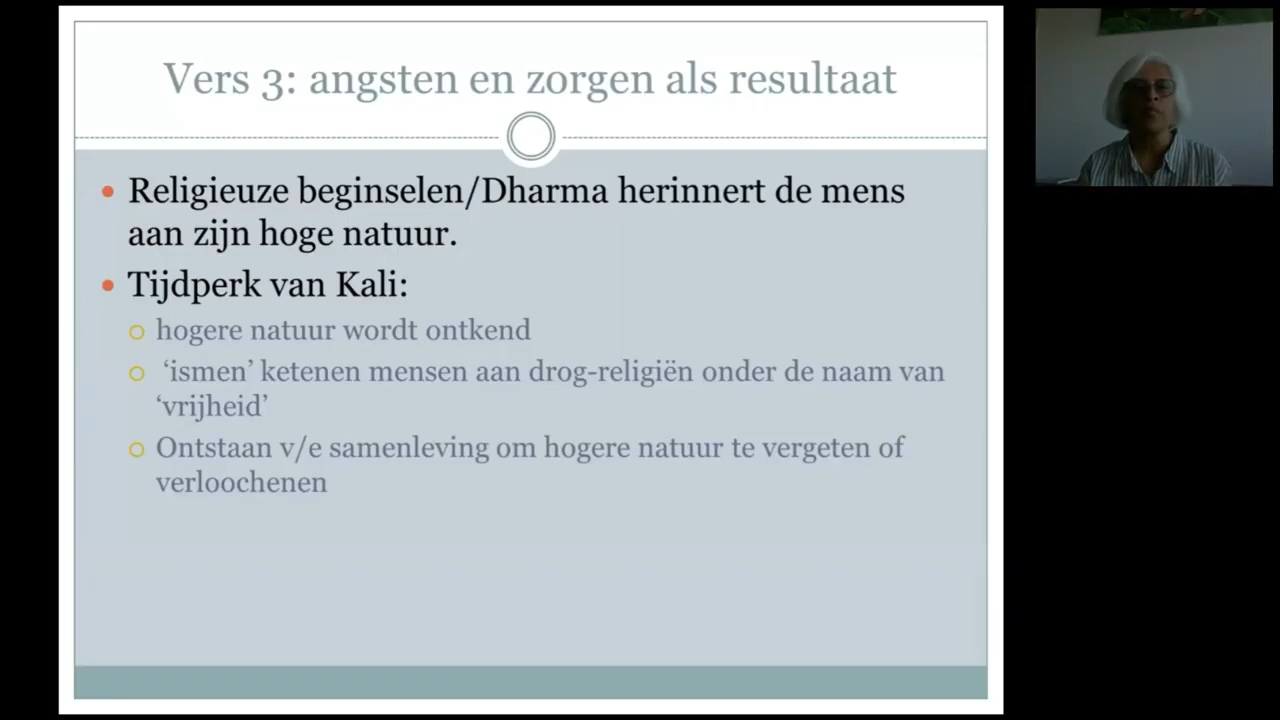 Vers 3: angsten en zorgen als resultaat
Religieuze beginselen/Dharma herinnert de mens
aan zijn hoge natuur.
Tijdperk van Kali:
hogere natuur wordt ontkend
‘ismen’ ketenen mensen aan drog-religiën onder de naam van
‘vrijheid’
Ontstaan v/e samenleving om hogere natuur te vergeten of
verloochenen